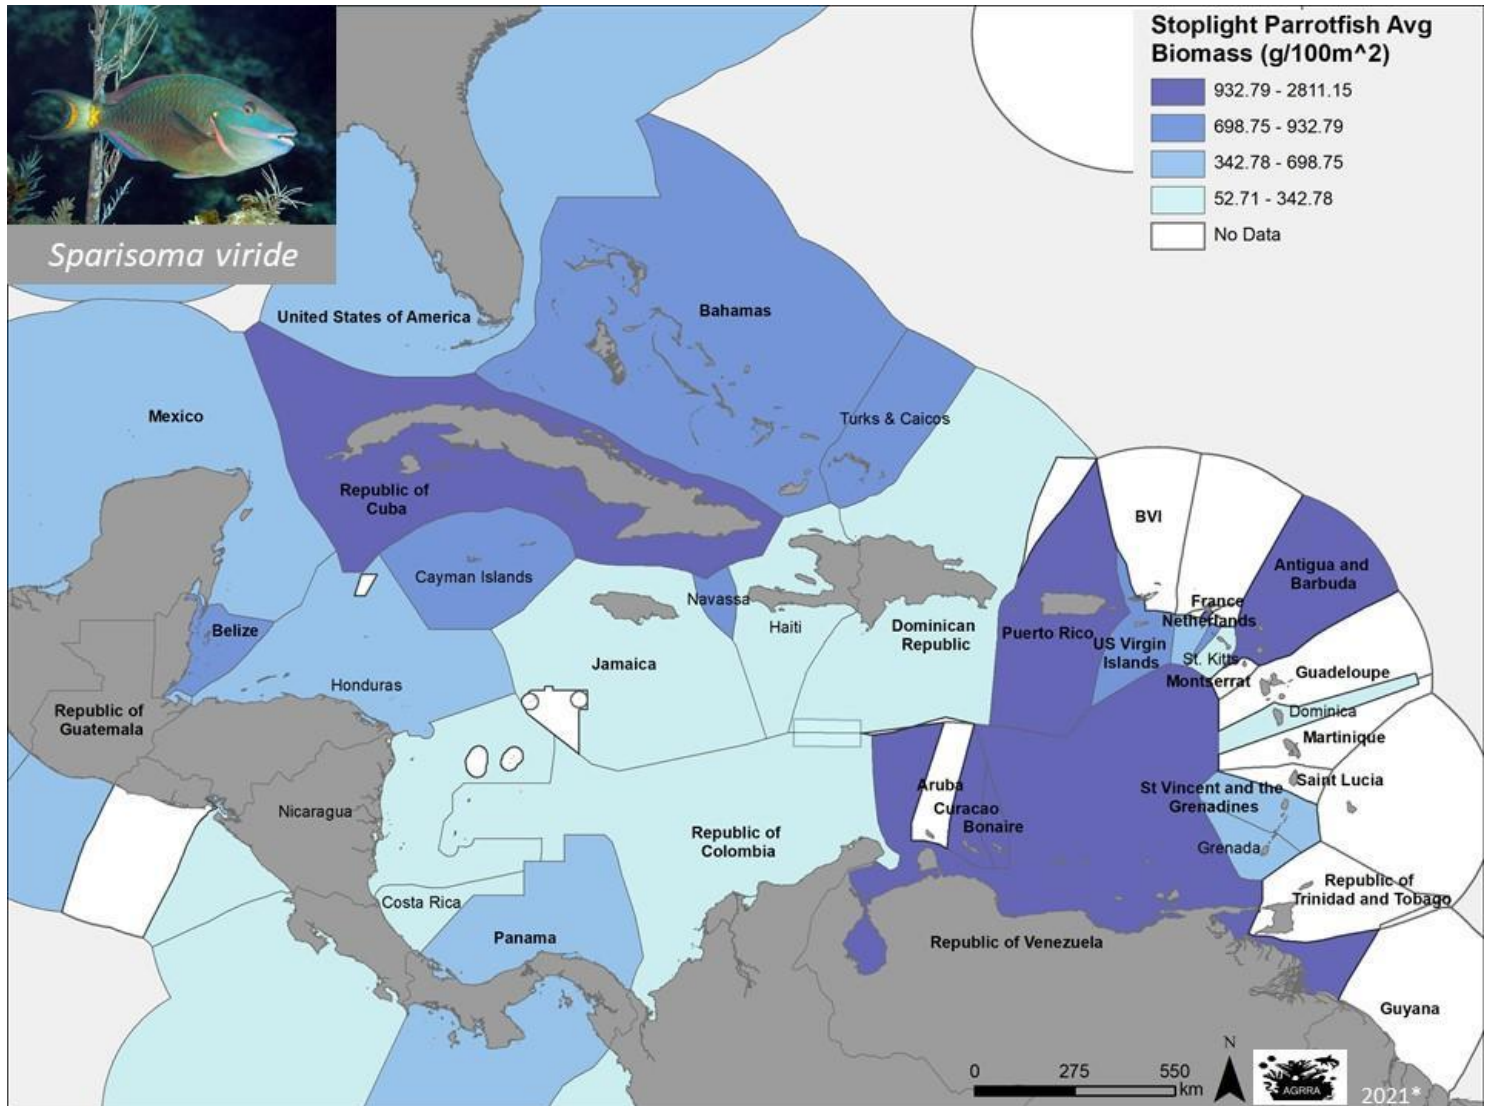 Stoplight Parrotfish Avg
Biomass (g/100m^2)
932.79 - 2811.15
698.75 - 932.79
342.78 - 698.75
52.71 - 342.78
No Data
Sparisoma viride
United States of America
Bahamas
Mexico
Turks & Caicos
Republic of
Cuba
BVI
Cayman Islands
Antigua and
Barbuda
Navassa
France
Netherlands
Belize
Haiti
Dominican
Republic
Puerto Rico
US Virgin
Islands
St. Kitts
Jamaica
Montserrat
Guadeloupe
Honduras
Republic of
Guatemala
Dominica
Martinique
Saint Lucia
Aruba
St Vincent and the
Grenadines
Nicaragua
Curacao
Bonaire
Republic of
Colombia
Grenada
Republic of
Trinidad and Tobago
Costa Rica
Panama
Republic of Venezuela
Guyana
N
0 275 550
km
AGRRA
2021*